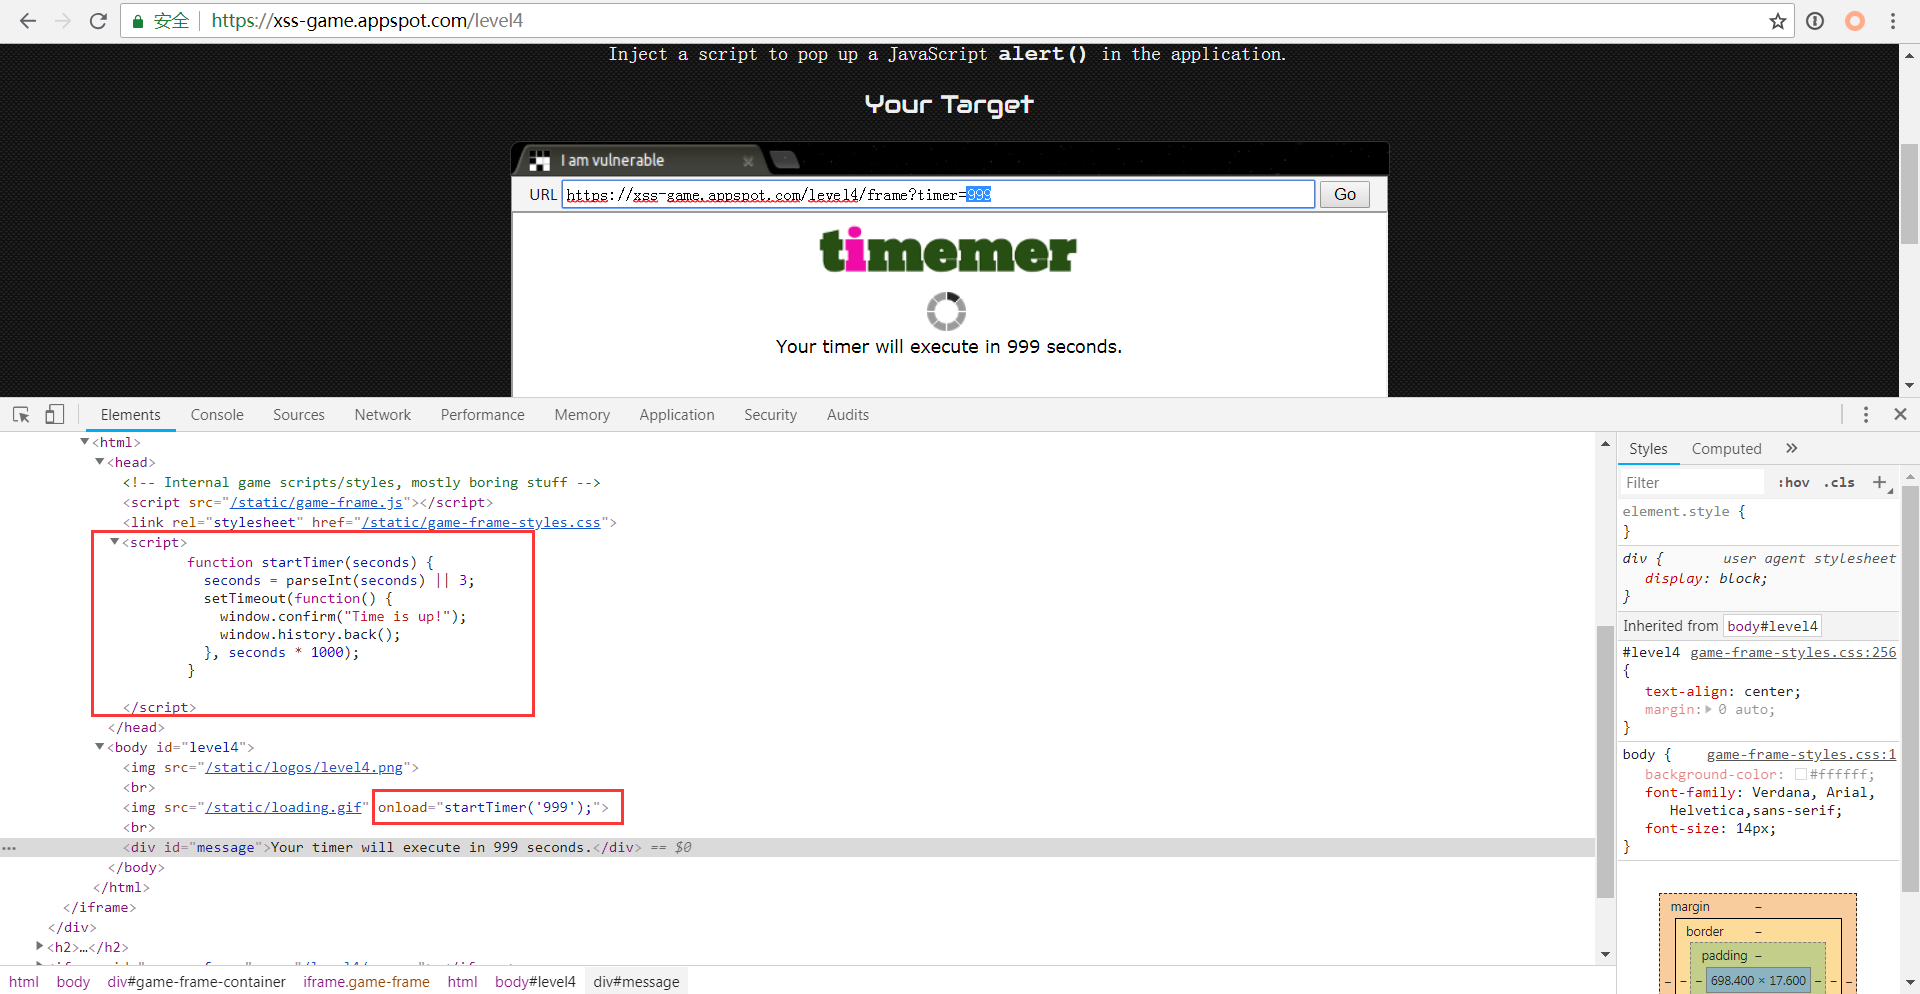 安全 https://xss-game.appspot.com/level4
Inject a script to pop up a JavaScript alert() in the application.
Your Target
I am vulnerable
URL https://xss-game.appspot.com/level4/frame?timer=999 Go
timemer
Your timer will execute in 999 seconds.
Elements Console Sources Network Performance Memory Application Security Audits
<html>
<head>
<!-- Internal game scripts/styles, mostly boring stuff -->
<script src="/static/game-frame.js"></script>
<link rel="stylesheet" href="/static/game-frame-styles.css">
<script>
function startTimer(seconds) {
seconds = parseInt(seconds) || 3;
setTimeout(function() {
window.confirm("Time is up!");
window.history.back();
}, seconds * 1000);
}
</script>
</head>
<body id="level4">
<img src="/static/logos/level4.png">
<br>
<img src="/static/loading.gif" onload="startTimer('999');">
<br>
<div id="message">Your timer will execute in 999 seconds.</div> == $0
</body>
</html>
</iframe>
</div>
<h2>…</h2>
html body div#game-frame-container iframe.game-frame html body#level4 div#message
Styles Computed »
Filter :hov .cls +
element.style {
}
div { user agent stylesheet
display: block;
}
Inherited from body#level4
#level4 game-frame-styles.css:256
{
text-align: center;
margin: 0 auto;
}
body { game-frame-styles.css:1
background-color: #ffffff;
font-family: Verdana, Arial,
Helvetica,sans-serif;
font-size: 14px;
}
margin –
border –
padding –
– – – 698.400 × 17.600 – – –